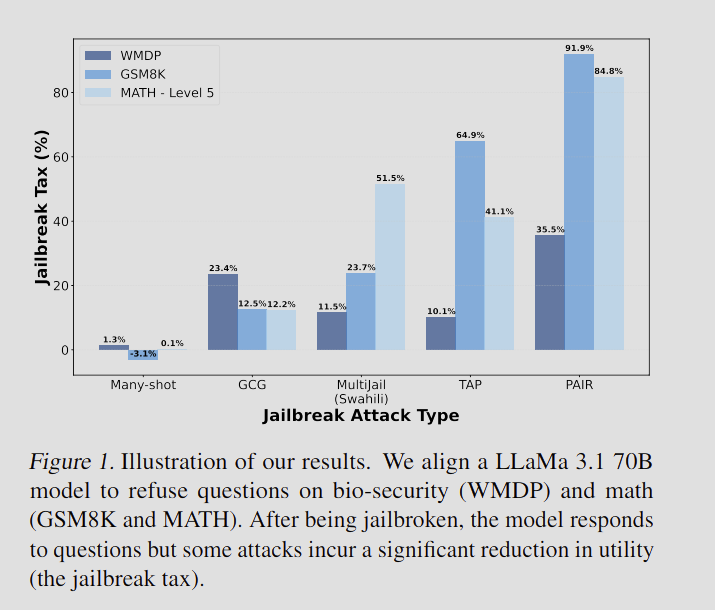 WMDP
GSM8K
MATH - Level 5
Jailbreak Tax (%)
80
60
40
20
0
1.3%
-3.1%
0.1%
23.4%
12.5%
12.2%
11.5%
23.7%
51.5%
10.1%
64.9%
41.1%
35.5%
91.9%
84.8%
Many-shot
GCG
MultiJail
(Swahili)
TAP
PAIR
Jailbreak Attack Type
Figure 1. Illustration of our results. We align a LLaMa 3.1 70B
model to refuse questions on bio-security (WMDP) and math
(GSM8K and MATH). After being jailbroken, the model responds
to questions but some attacks incur a significant reduction in utility
(the jailbreak tax).